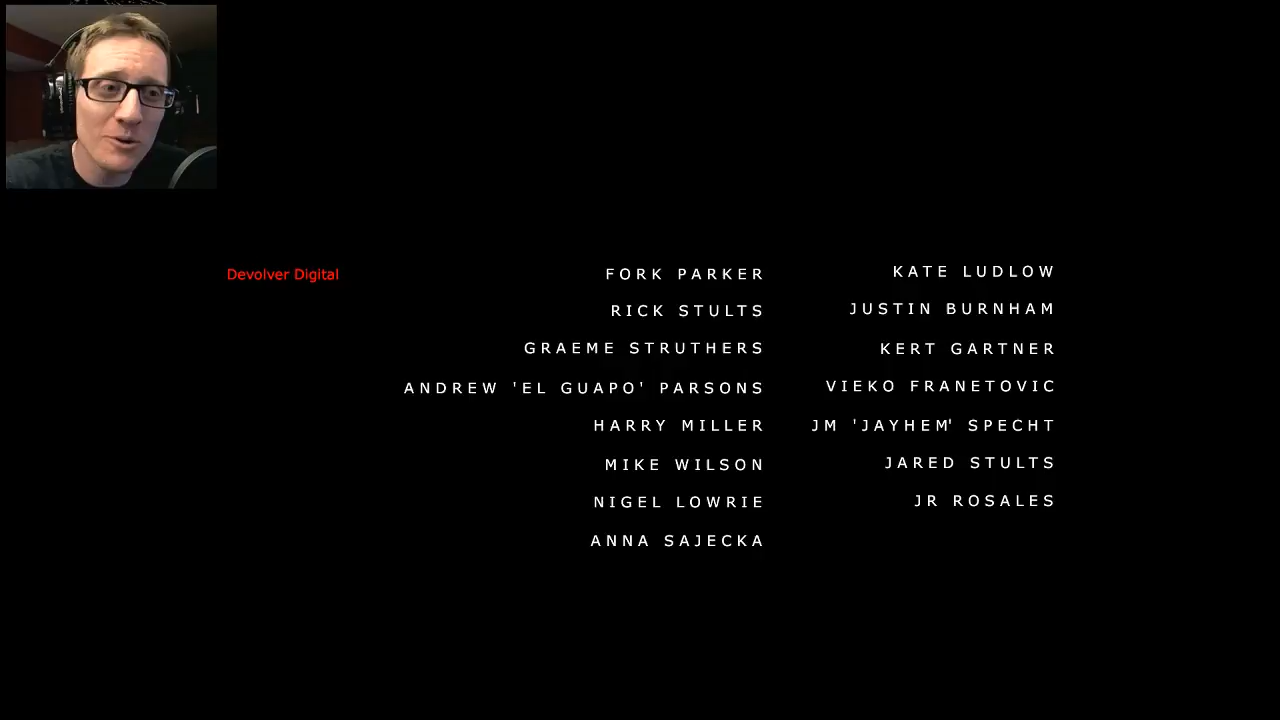 Devolver Digital
FORK PARKER
RICK STULTS
GRAEME STRUTHERS
ANDREW 'EL GUAPO' PARSONS
HARRY MILLER
MIKE WILSON
NIGEL LOWRIE
ANNA SAJECKA
KATE LUDLOW
JUSTIN BURNHAM
KERT GARTNER
VIEKO FRANETOVIC
JM 'JAYHEM' SPECHT
JARED STULTS
JR ROSALES